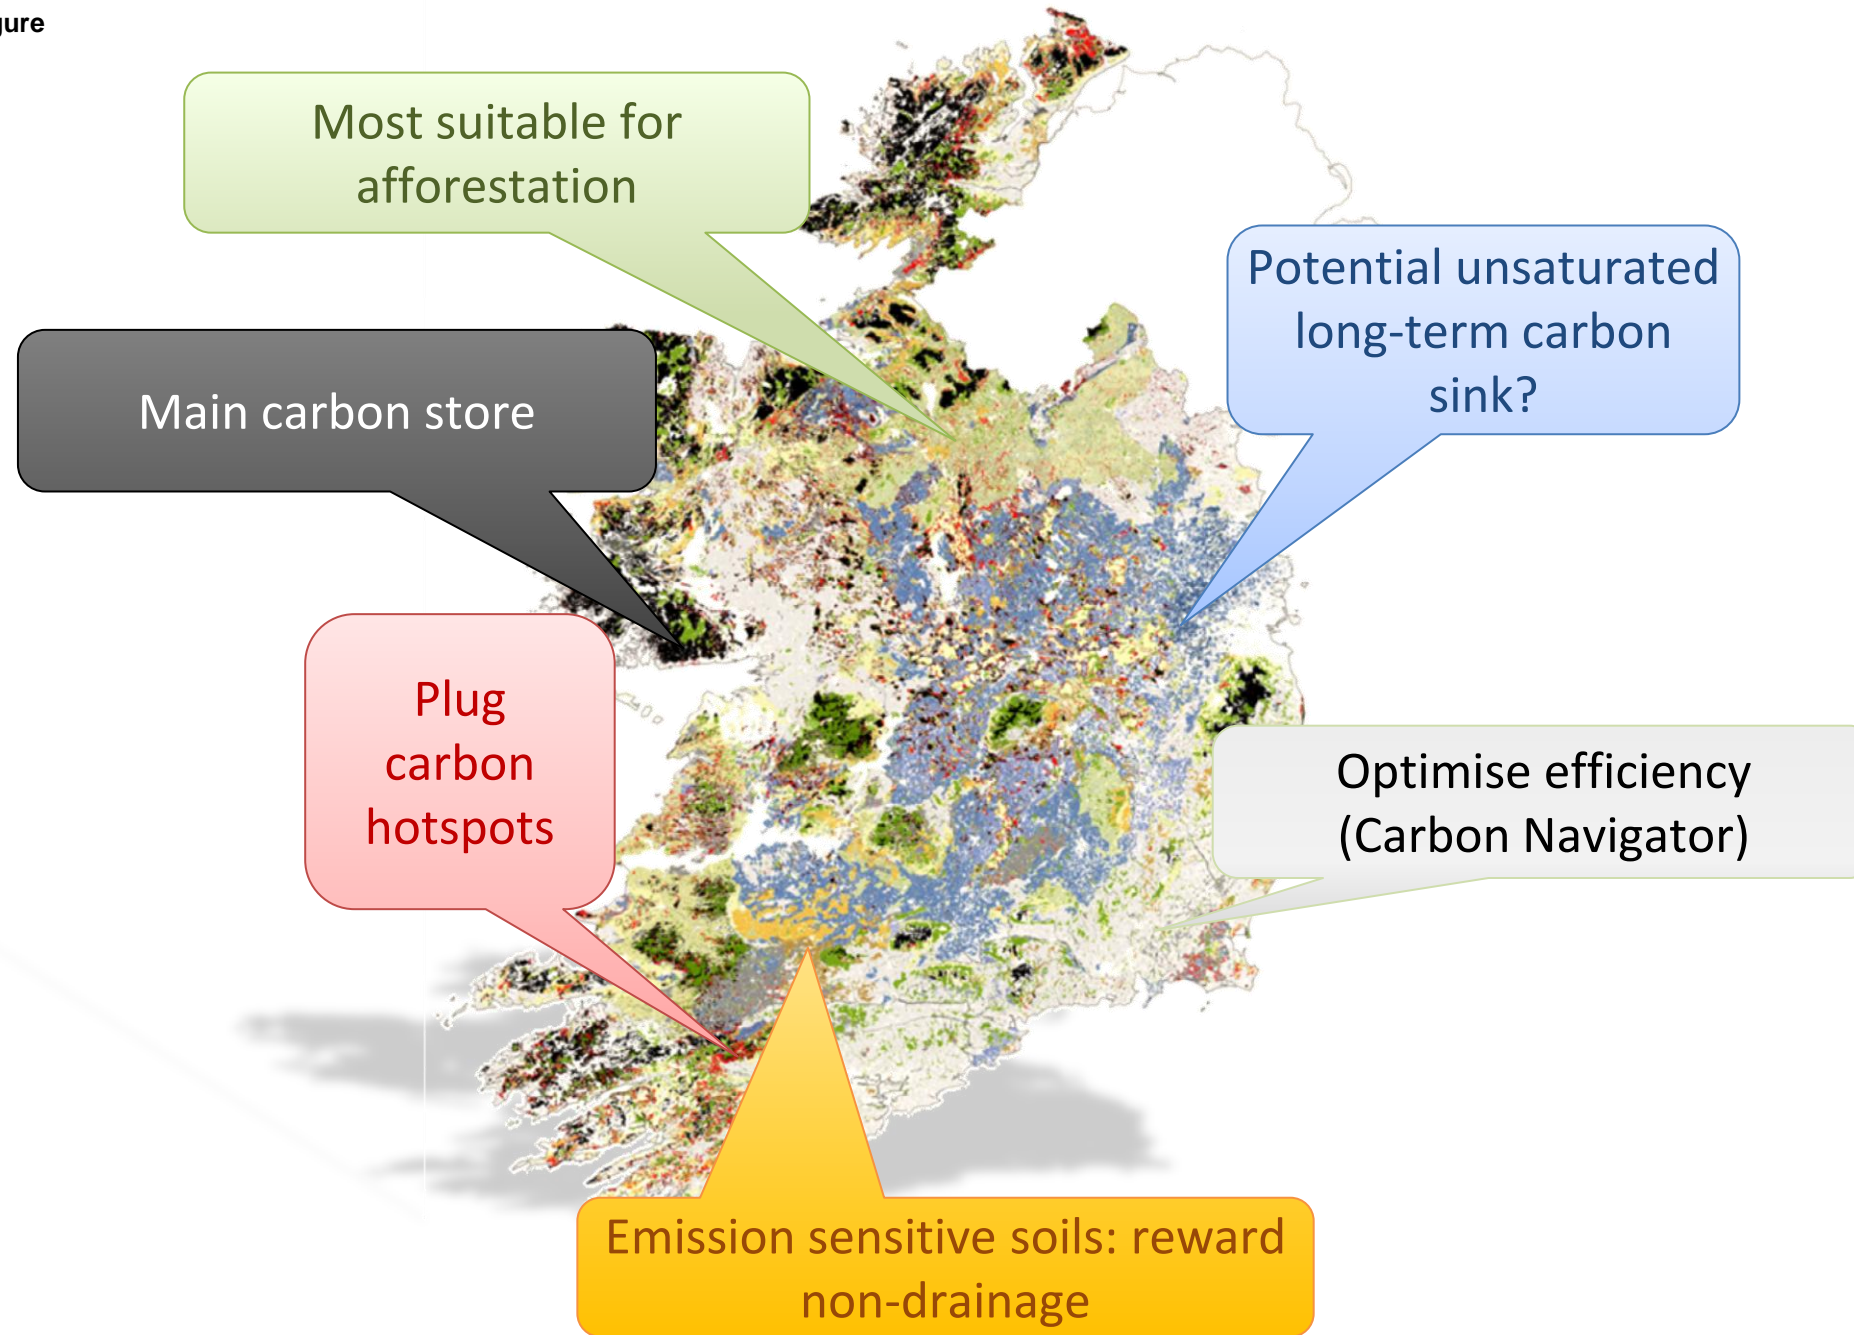 gure
Most suitable for
afforestation
Potential unsaturated
long-term carbon
sink?
Main carbon store
Plug
carbon
hotspots
Optimise efficiency
(Carbon Navigator)
Emission sensitive soils: reward
non-drainage